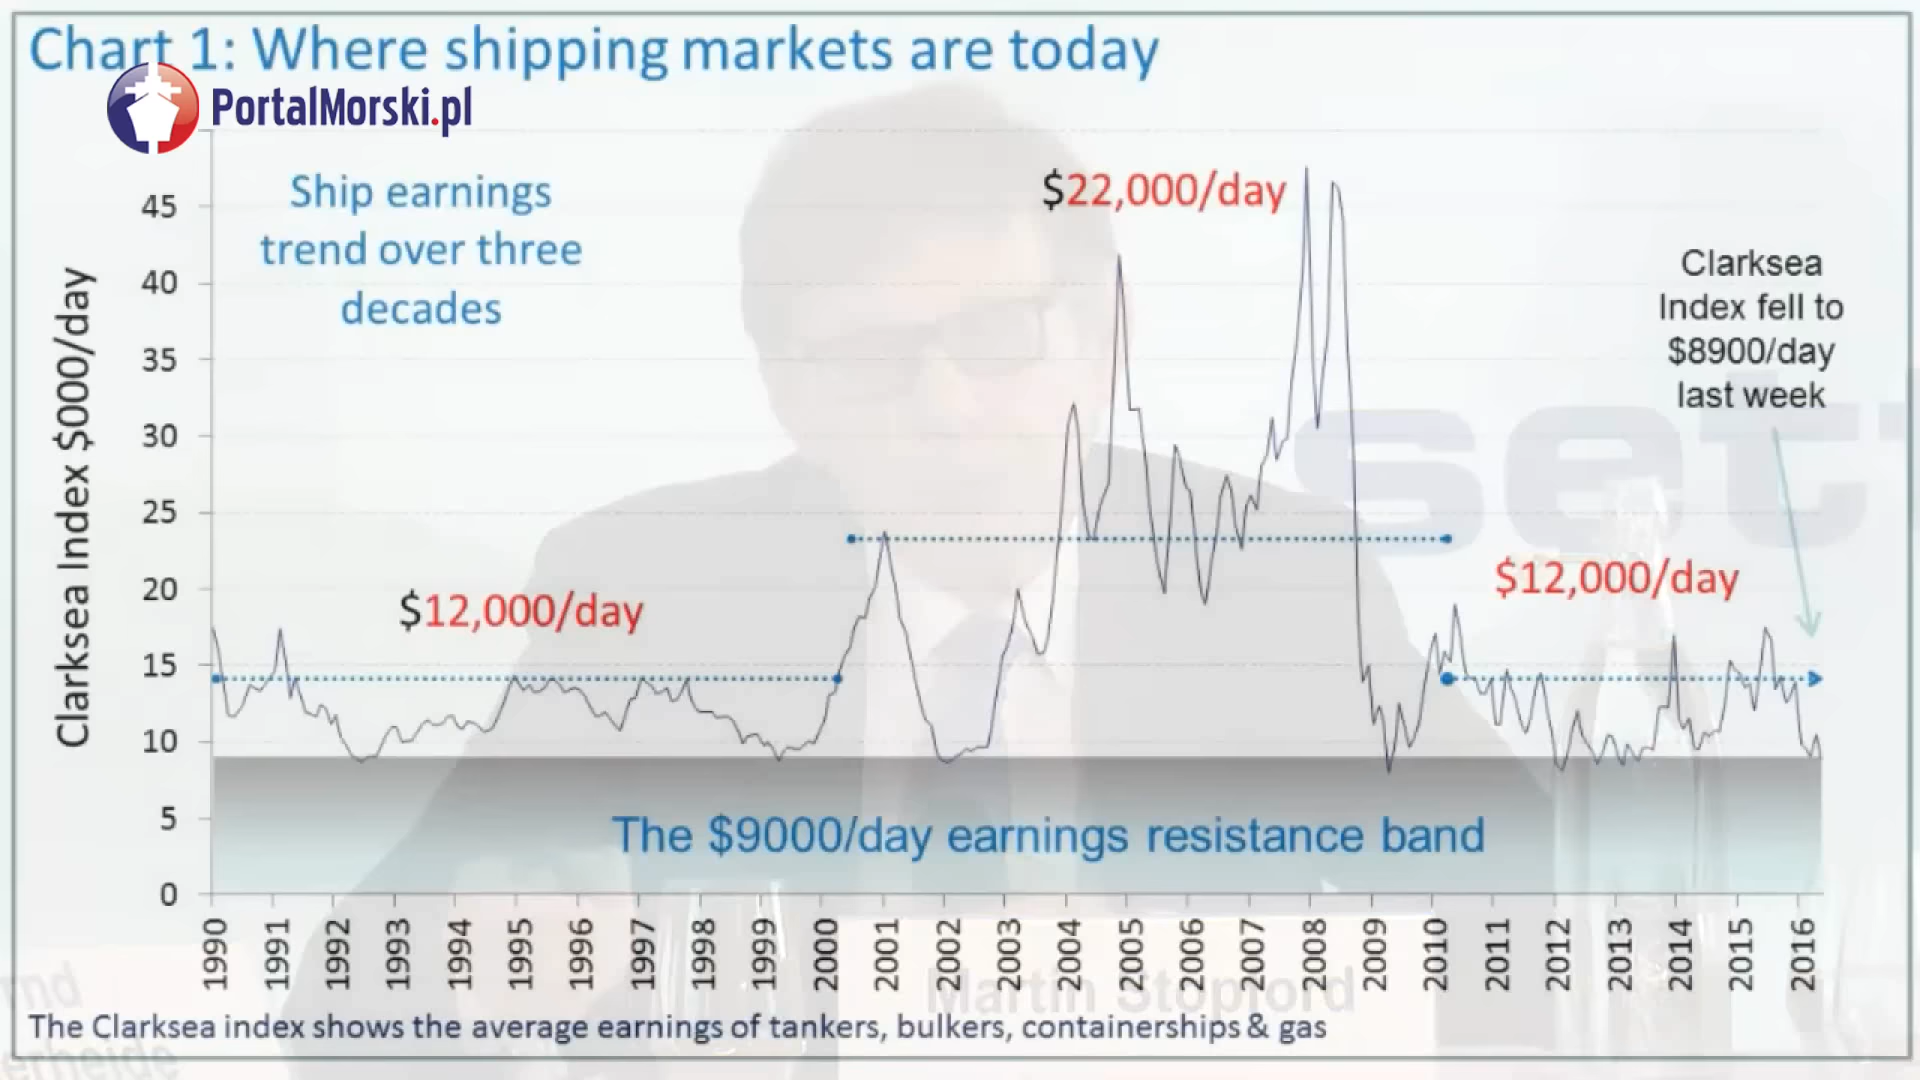 Chart 1: Where shipping markets are today
PortalMorski.pl
Ship earnings
trend over three
decades
$22,000/day
Clarksea
Index fell to
$8900/day
last week
$12,000/day
$12,000/day
The $9000/day earnings resistance band
Clarksea Index $000/day
45
40
35
30
25
20
15
10
5
0
1990 1991 1992 1993 1994 1995 1996 1997 1998 1999 2000 2001 2002 2003 2004 2005 2006 2007 2008 2009 2010 2011 2012 2013 2014 2015 2016
Martin Stopford
The Clarksea index shows the average earnings of tankers, bulkers, containerships & gas